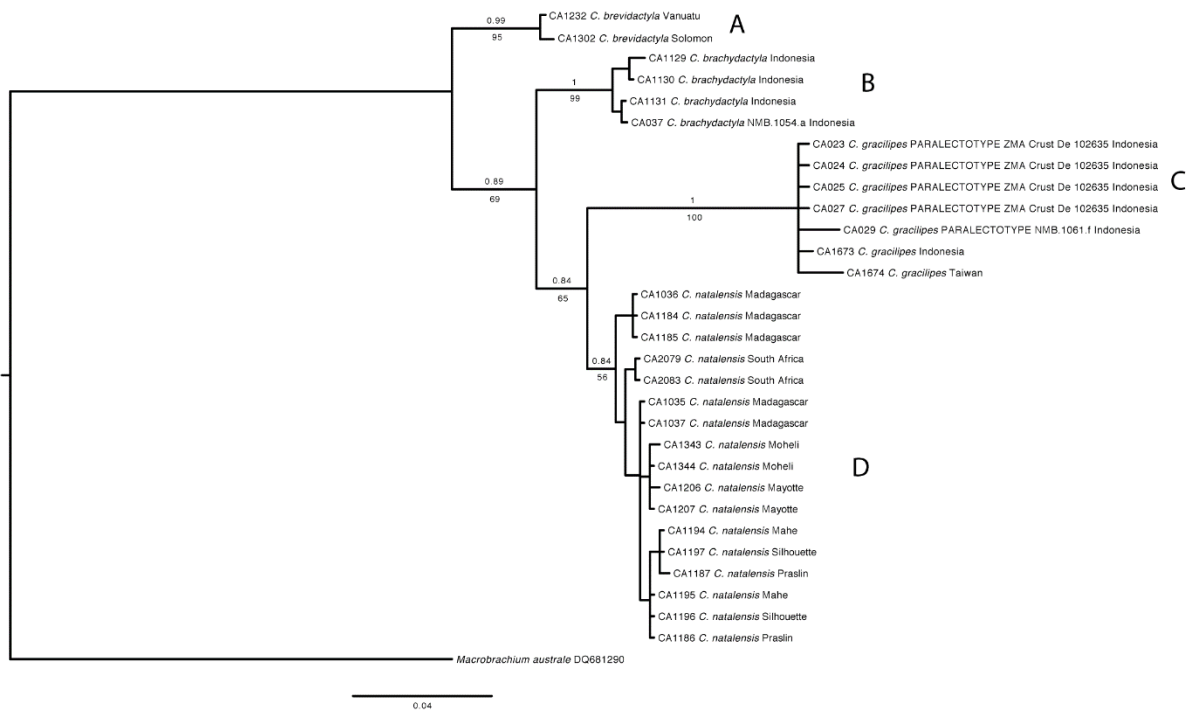 CA1232 C. brevidactyla Vanuatu
0.99
A
95
CA1302 C. brevidactyla Solomon
CA1129 C. brachydactyla Indonesia
CA1130 C. brachydactyla Indonesia
1
B
99
CA1131 C. brachydactyla Indonesia
CA037 C. brachydactyla NMB.1054.a Indonesia
CA023 C. gracilipes PARALECTOTYPE ZMA Crust De 102635 Indonesia
CA024 C. gracilipes PARALECTOTYPE ZMA Crust De 102635 Indonesia
0.89
69
CA025 C. gracilipes PARALECTOTYPE ZMA Crust De 102635 Indonesia
C
1
100
CA027 C. gracilipes PARALECTOTYPE ZMA Crust De 102635 Indonesia
CA029 C. gracilipes PARALECTOTYPE NMB.1061.f Indonesia
CA1673 C. gracilipes Indonesia
CA1674 C. gracilipes Taiwan
0.84
65
CA1036 C. natalensis Madagascar
CA1184 C. natalensis Madagascar
CA1185 C. natalensis Madagascar
0.84
56
CA2079 C. natalensis South Africa
CA2083 C. natalensis South Africa
CA1035 C. natalensis Madagascar
CA1037 C. natalensis Madagascar
CA1343 C. natalensis Moheli
CA1344 C. natalensis Moheli
D
CA1206 C. natalensis Mayotte
CA1207 C. natalensis Mayotte
CA1194 C. natalensis Mahe
CA1197 C. natalensis Silhouette
CA1187 C. natalensis Praslin
CA1195 C. natalensis Mahe
CA1196 C. natalensis Silhouette
CA1186 C. natalensis Praslin
Macrobrachium australe DQ681290
0.04